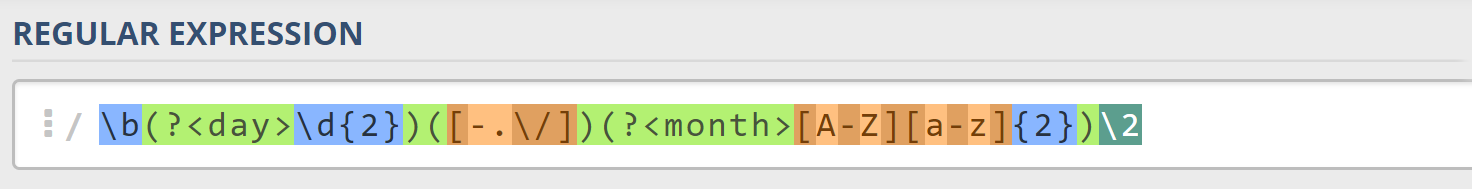 REGULAR EXPRESSION
⋮/ \b(?<day>\d{2})([-.\/])(?<month>[A-Z][a-z]{2})\2